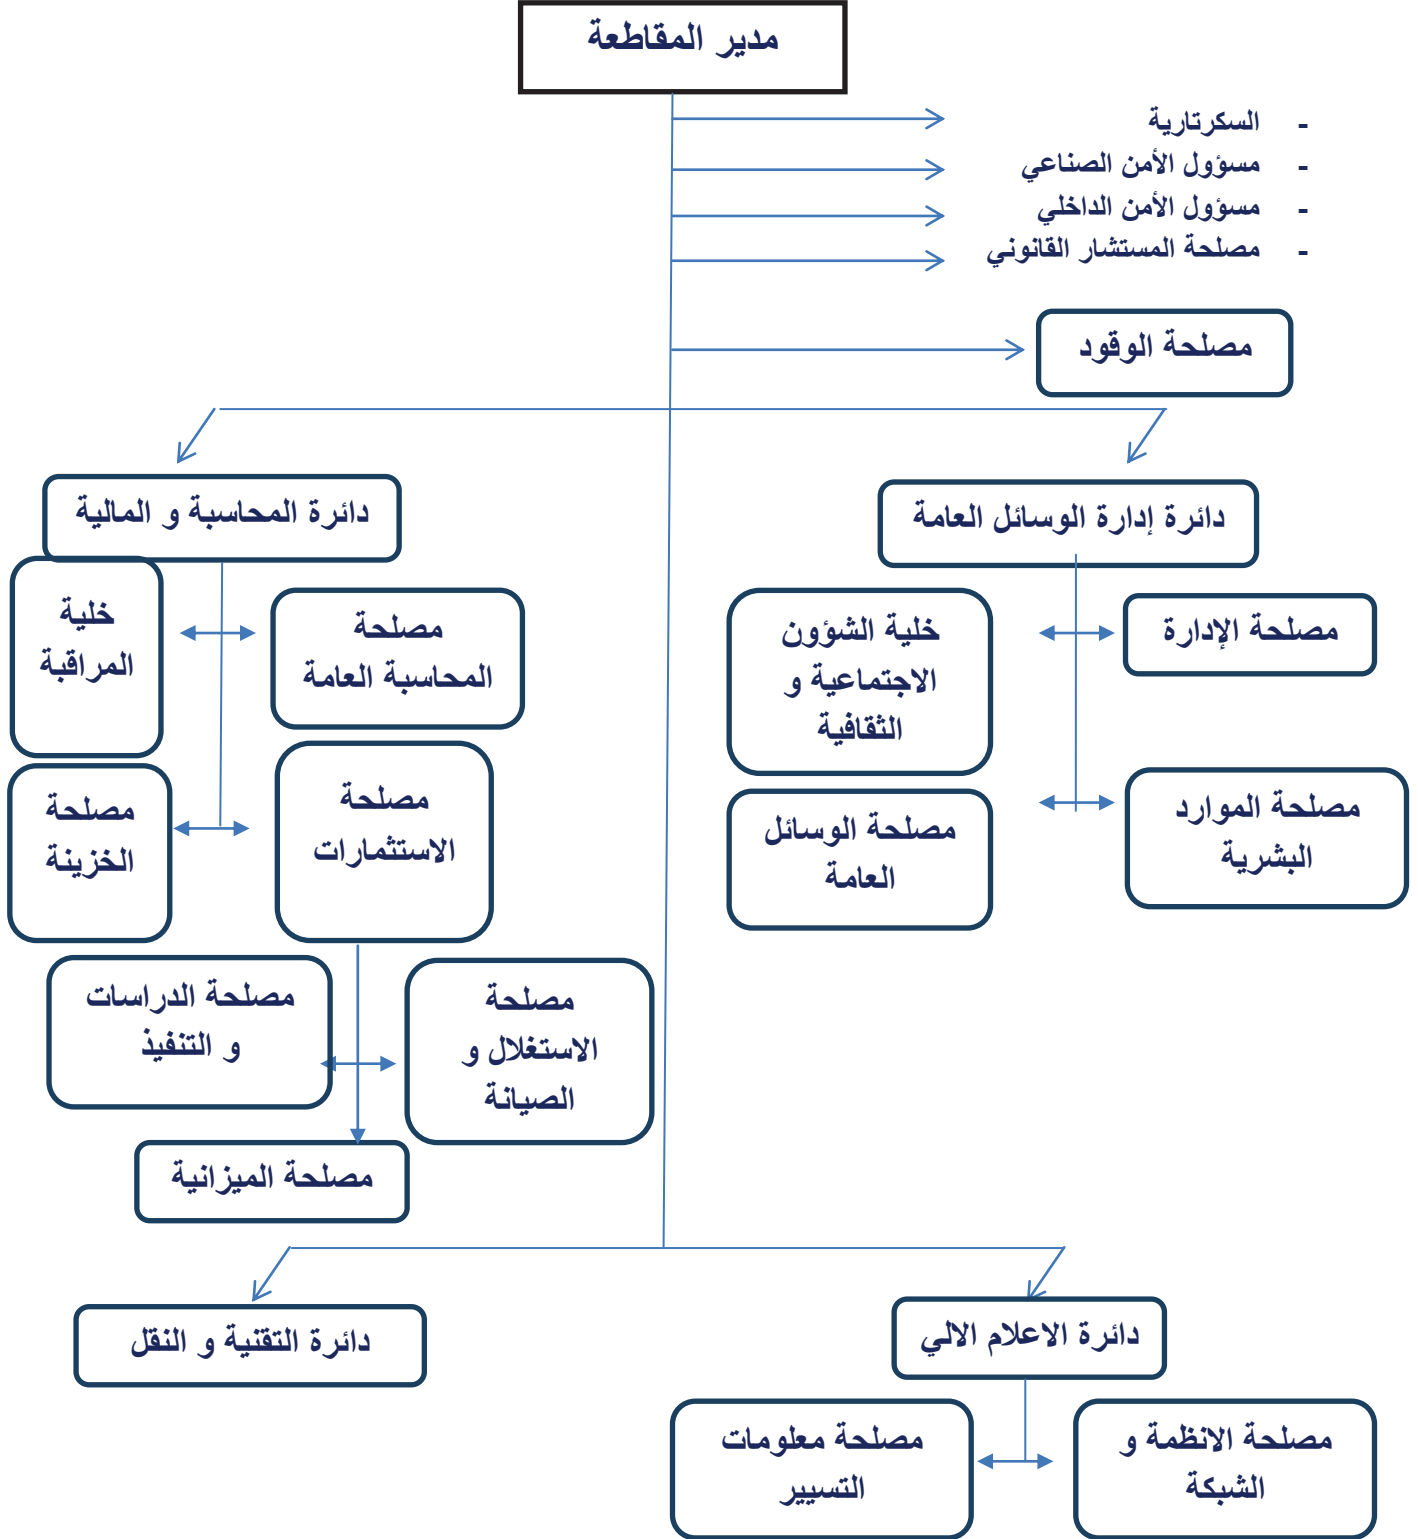 مدير المقاطعة
- السكرتارية
- مسؤول الأمن الصناعي
- مسؤول الأمن الداخلي
- مصلحة المستشار القانوني
مصلحة الوقود
دائرة إدارة الوسائل العامة
دائرة المحاسبة و المالية
مصلحة الإدارة
خلية الشؤون
الاجتماعية و
الثقافية
مصلحة
المحاسبة العامة
خلية
المراقبة
مصلحة الموارد
البشرية
مصلحة الوسائل
العامة
مصلحة
الاستثمارات
مصلحة
الخزينة
مصلحة
الاستغلال و
الصيانة
مصلحة الدراسات
و التنفيذ
مصلحة الميزانية
دائرة الاعلام الالي
دائرة التقنية و النقل
مصلحة الانظمة و
الشبكة
مصلحة معلومات
التسيير